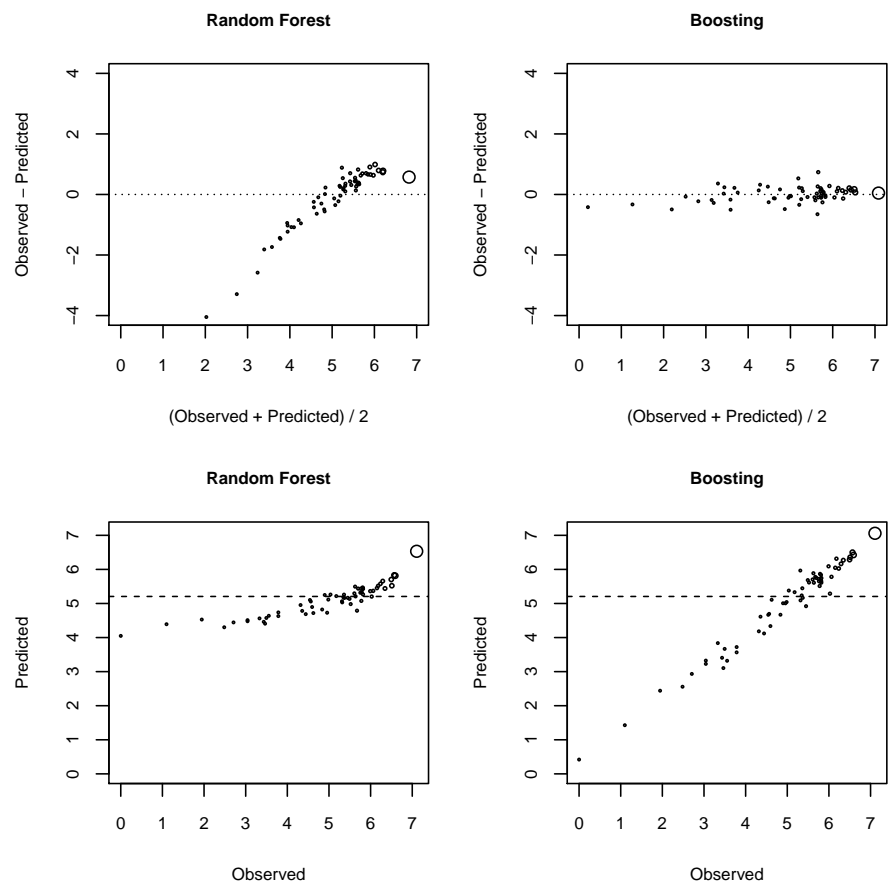 Random Forest
Boosting
4
2
0
−2
−4
Observed − Predicted
0 1 2 3 4 5 6 7
(Observed + Predicted) / 2
4
2
0
−2
−4
Observed − Predicted
0 1 2 3 4 5 6 7
(Observed + Predicted) / 2
Random Forest
Boosting
7
6
5
4
3
2
1
0
Predicted
0 1 2 3 4 5 6 7
Observed
7
6
5
4
3
2
1
0
Predicted
0 1 2 3 4 5 6 7
Observed